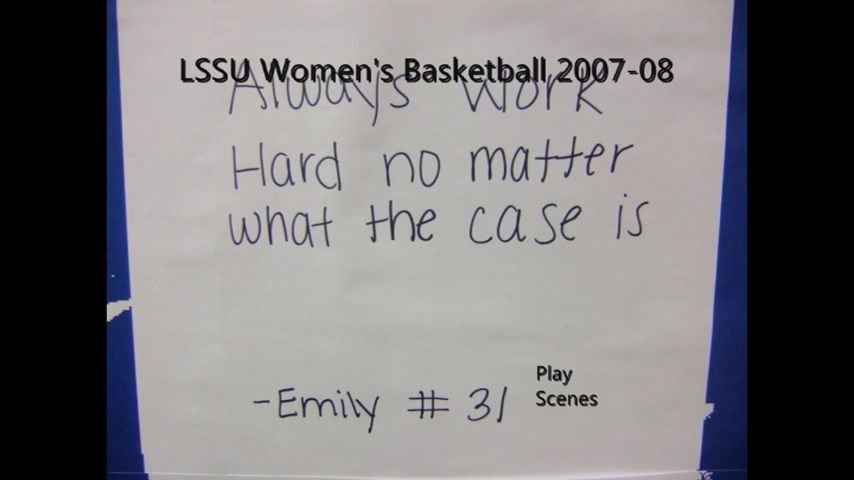 LSSU Women's Basketball 2007-08
Always work
Hard no matter
what the case is
-Emily # 31
Play
Scenes